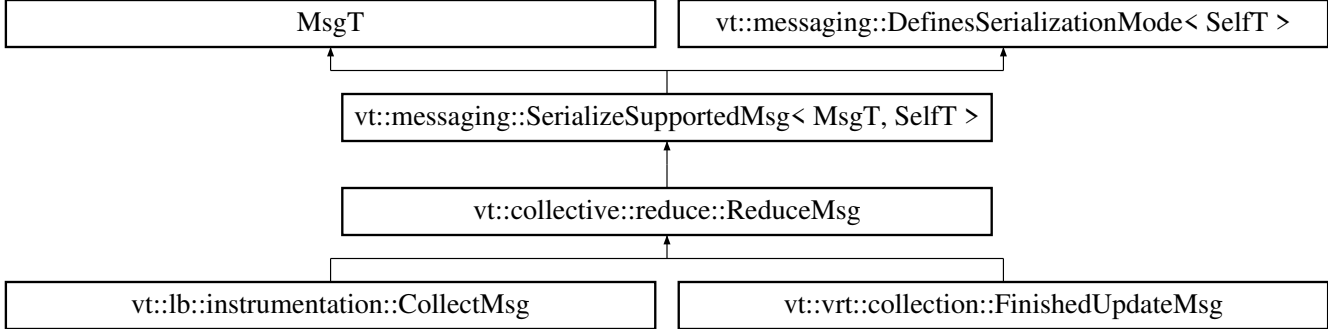 MsgT
vt::messaging::DefinesSerializationMode< SelfT >
vt::messaging::SerializeSupportedMsg< MsgT, SelfT >
vt::collective::reduce::ReduceMsg
vt::lb::instrumentation::CollectMsg
vt::vrt::collection::FinishedUpdateMsg